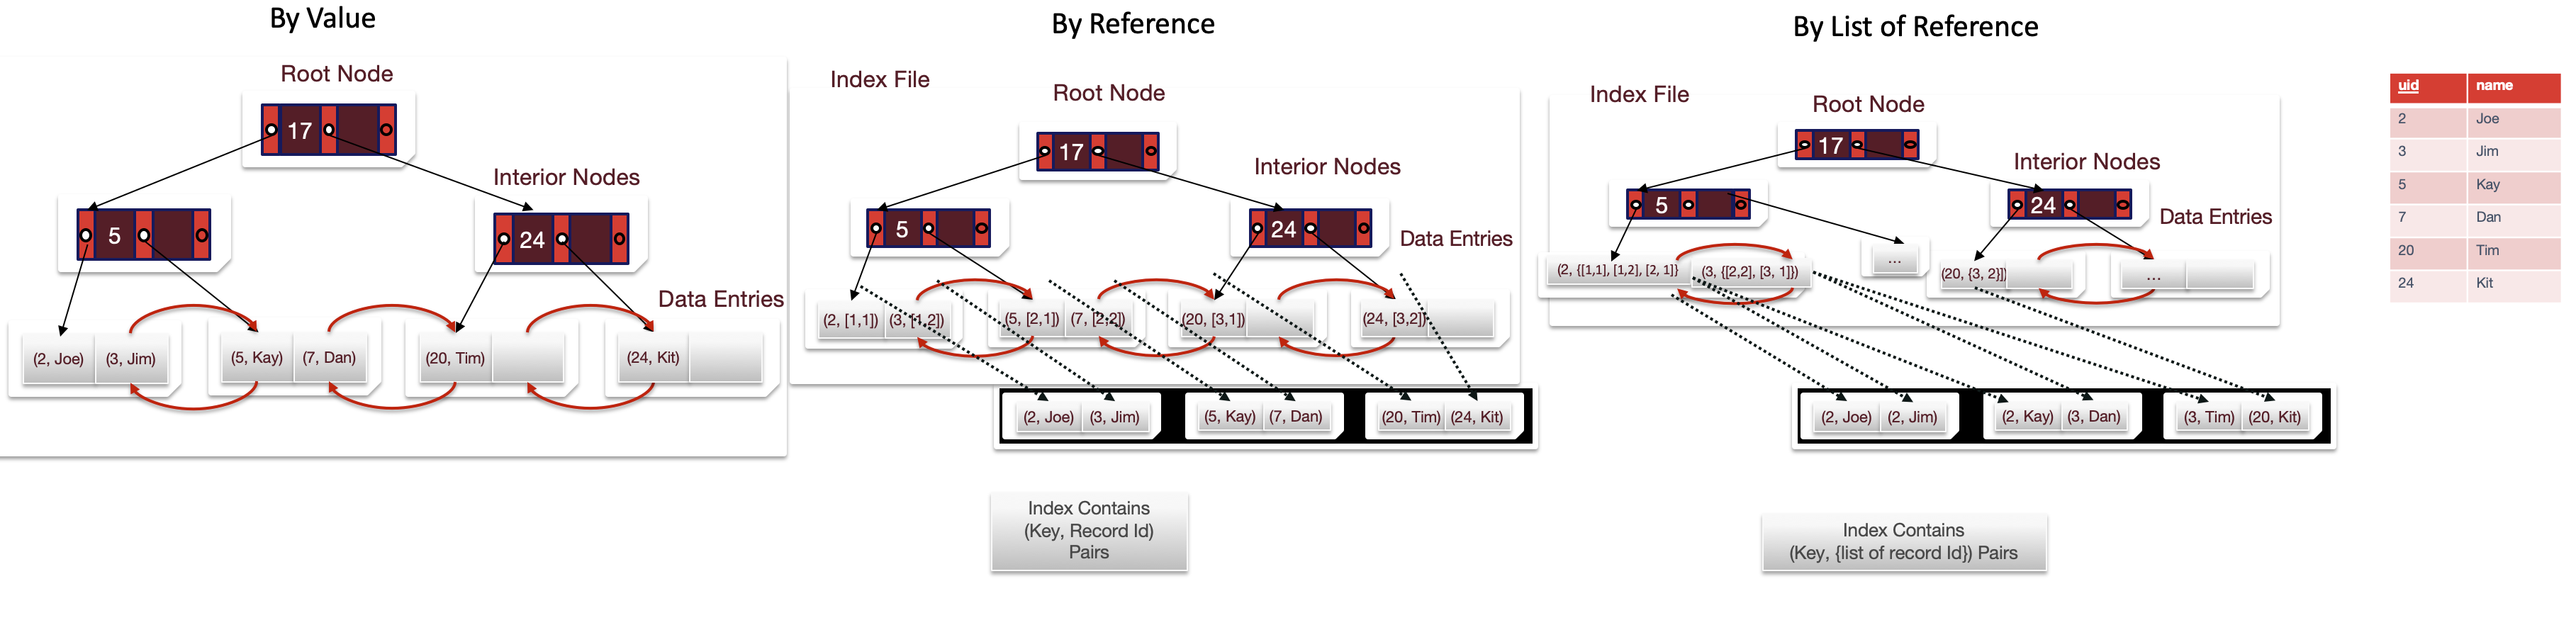 By Value
Root Node
17
Interior Nodes
5
24
Data Entries
(2, Joe) (3, Jim) (5, Kay) (7, Dan) (20, Tim) (24, Kit)
By Reference
Index File
Root Node
17
Interior Nodes
5
24
Data Entries
(2, [1,1]) (3, [1,2]) (5, [2,1]) (7, [2,2]) (20, [3,1]) (24, [3,2])
(2, Joe) (3, Jim) (5, Kay) (7, Dan) (20, Tim) (24, Kit)
Index Contains
(Key, Record Id)
Pairs
By List of Reference
Index File
Root Node
17
Interior Nodes
5
24
Data Entries
...
(2, {[1,1], [1,2], [2, 1]} (3, {[2,2], [3, 1]}) (20, {3, 2}]) ...
(2, Joe) (2, Jim) (2, Kay) (3, Dan) (3, Tim) (20, Kit)
Index Contains
(Key, {list of record Id}) Pairs
uid name
2 Joe
3 Jim
5 Kay
7 Dan
20 Tim
24 Kit